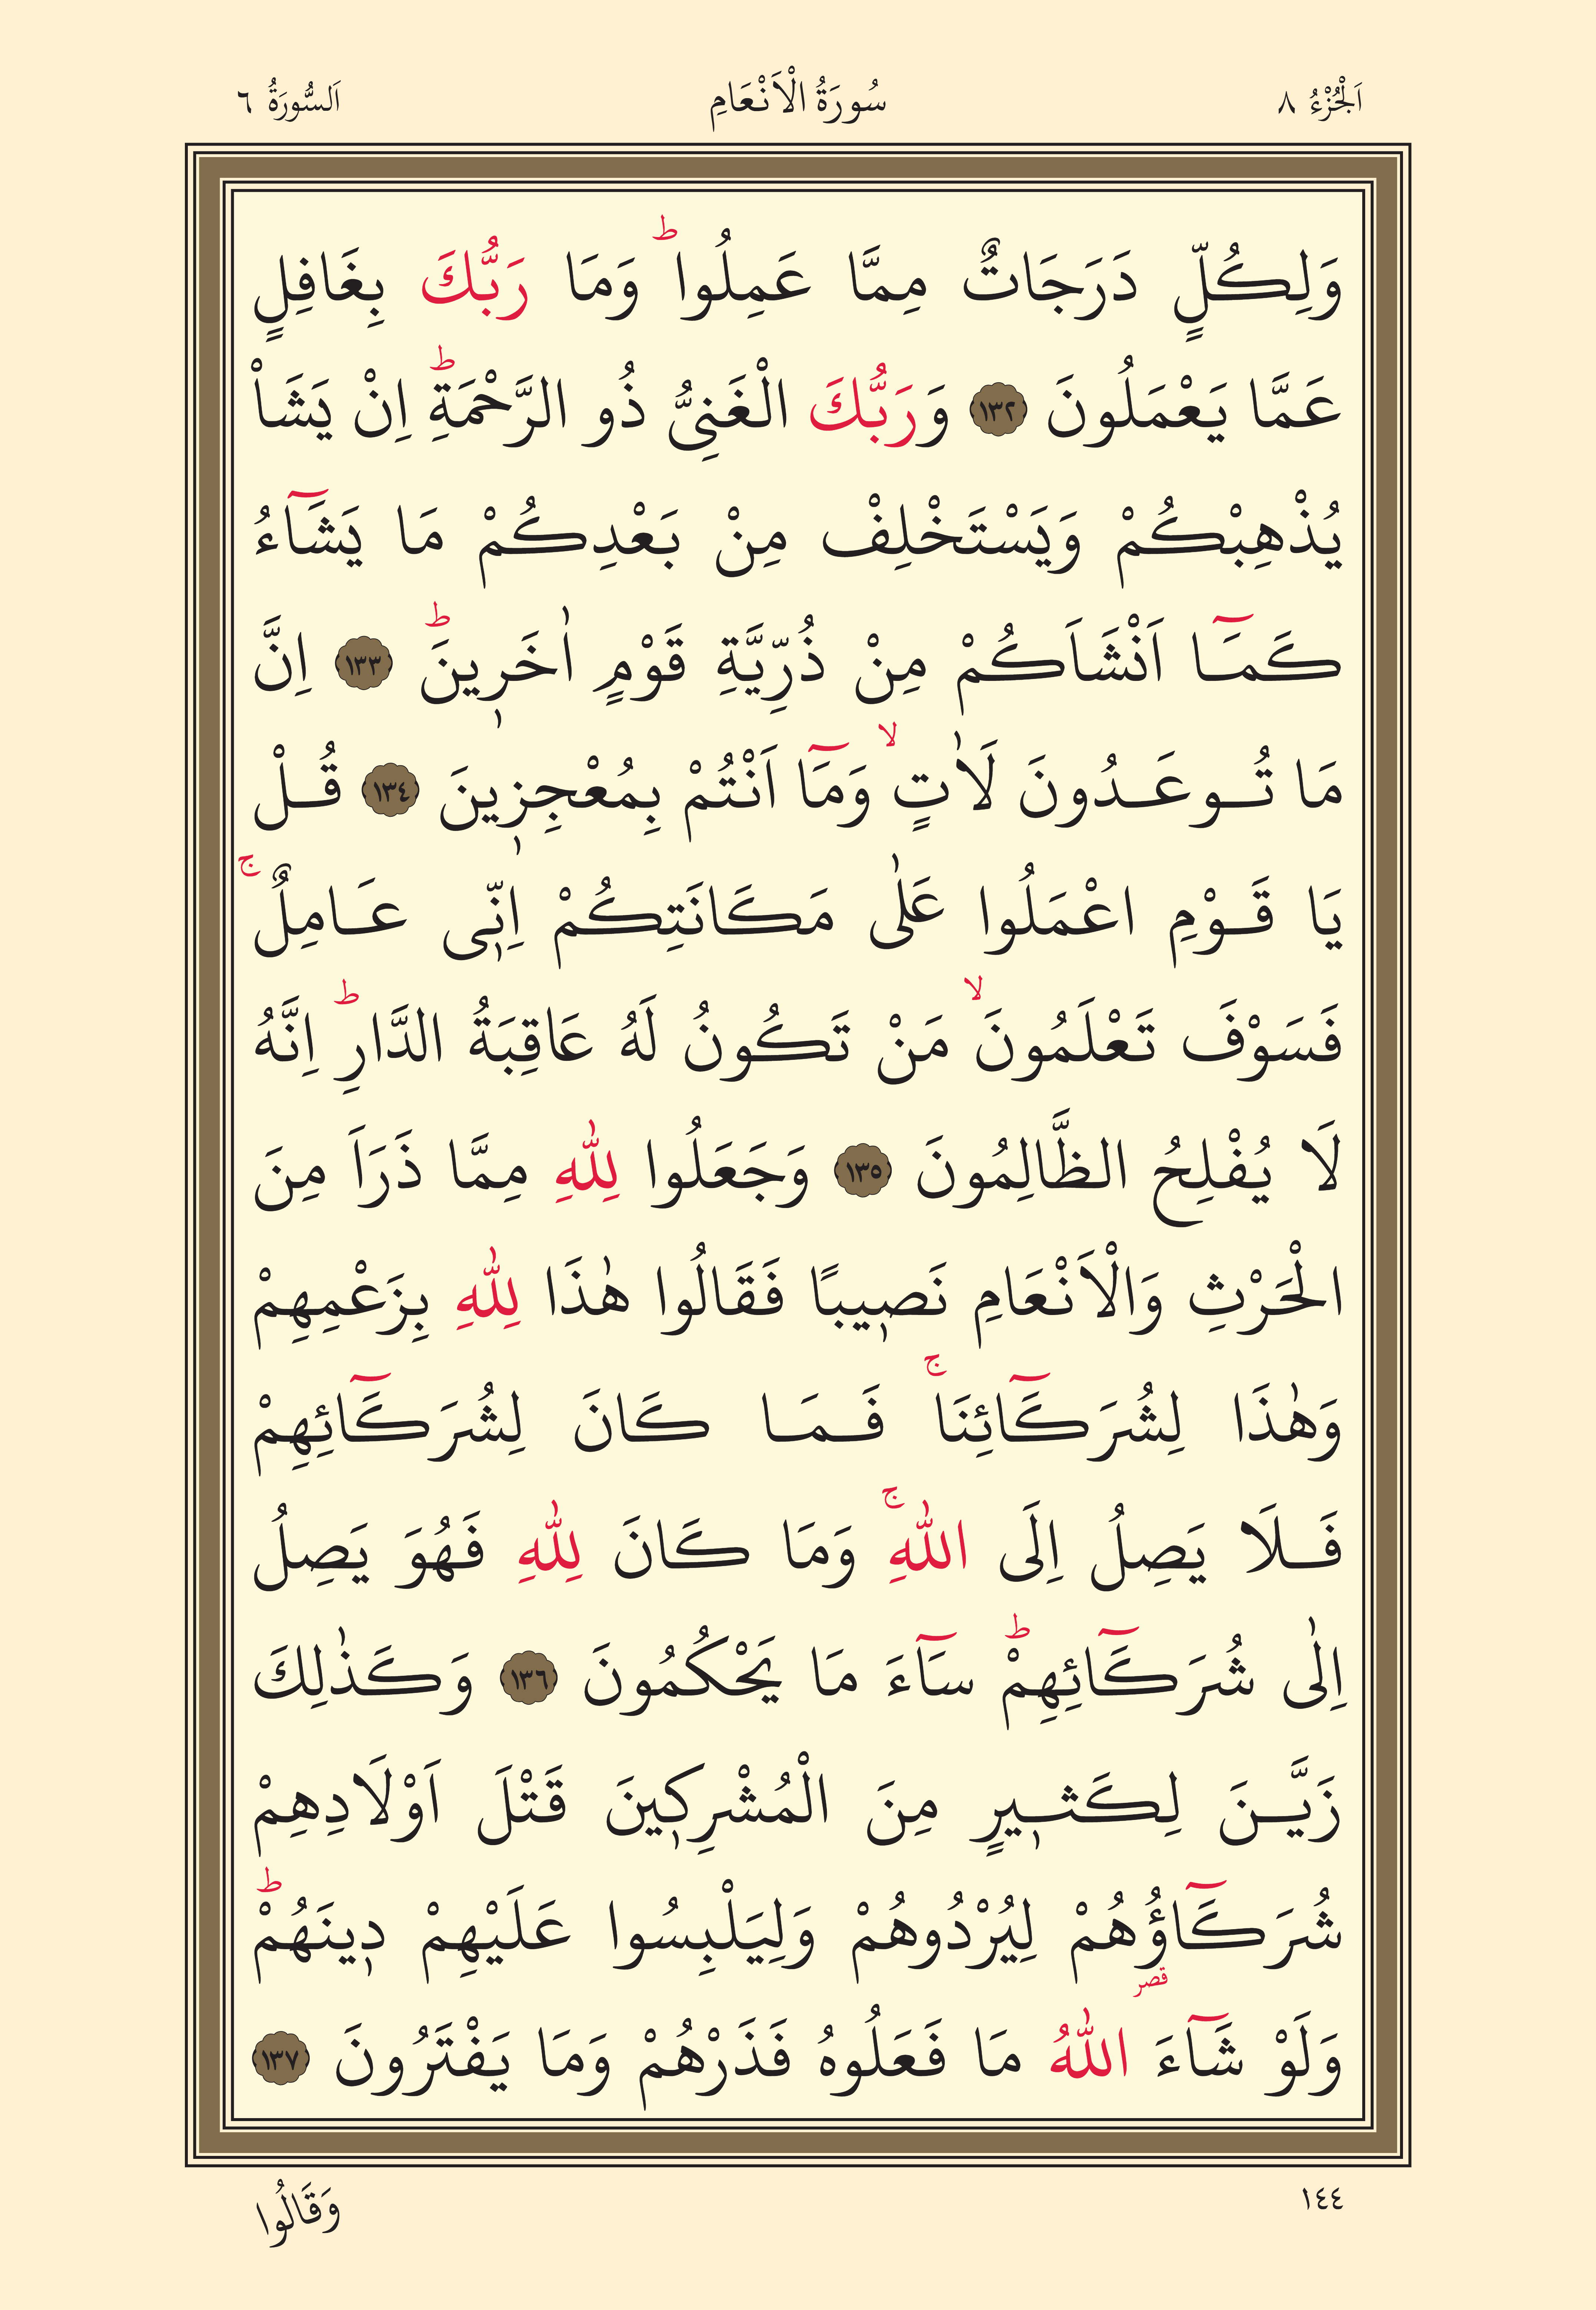 اَلْجُزْءُ ٨
سُورَةُ الْاَنْعَامِ
اَلسُّورَةُ ٦
وَلِكُلٍّ دَرَجَاتٌ مِمَّا عَمِلُواۜ ؕ وَمَا رَبُّكَ بِغَافِلٍ
عَمَّا يَعْمَلُونَ ﴿١٣٢﴾ وَرَبُّكَ الْغَنِىُّ ذُو الرَّحْمَةِ ؕ اِنْ يَشَاْ
يُذْهِبْكُمْ وَيَسْتَخْلِفْ مِنْ بَعْدِكُمْ مَا يَشَٓاءُ
كَمَٓا اَنْشَاَكُمْ مِنْ ذُرِّيَّةِ قَوْمٍ اٰخَرٖينَ ؕ ﴿١٣٣﴾ اِنَّ
مَا تُوعَدُونَ لَاٰتٍ ۙ وَمَٓا اَنْتُمْ بِمُعْجِزٖينَ ﴿١٣٤﴾ قُلْ
يَا قَوْمِ اعْمَلُوا عَلٰى مَكَانَتِكُمْ اِنّٖى عَامِلٌ ۚ
فَسَوْفَ تَعْلَمُونَ ۙ مَنْ تَكُونُ لَهُ عَاقِبَةُ الدَّارِ ؕ اِنَّهُ
لَا يُفْلِحُ الظَّالِمُونَ ﴿١٣٥﴾ وَجَعَلُوا لِلّٰهِ مِمَّا ذَرَاَ مِنَ
الْحَرْثِ وَالْاَنْعَامِ نَصٖيبًا فَقَالُوا هٰذَا لِلّٰهِ بِزَعْمِهِمْ
وَهٰذَا لِشُرَكَٓائِنَا ۚ فَمَا كَانَ لِشُرَكَٓائِهِمْ
فَلَا يَصِلُ اِلَى اللّٰهِ ۚ وَمَا كَانَ لِلّٰهِ فَهُوَ يَصِلُ
اِلٰى شُرَكَٓائِهِمْ ؕ سَٓاءَ مَا يَحْكُمُونَ ﴿١٣٦﴾ وَكَذٰلِكَ
زَيَّنَ لِكَثٖيرٍ مِنَ الْمُشْرِكٖينَ قَتْلَ اَوْلَادِهِمْ
شُرَكَٓاؤُهُمْ لِيُرْدُوهُمْ وَلِيَلْبِسُوا عَلَيْهِمْ دٖينَهُمْ ؕ
قصر
وَلَوْ شَٓاءَ اللّٰهُ مَا فَعَلُوهُ فَذَرْهُمْ وَمَا يَفْتَرُونَ ﴿١٣٧﴾
١٤٤
وَقَالُوا